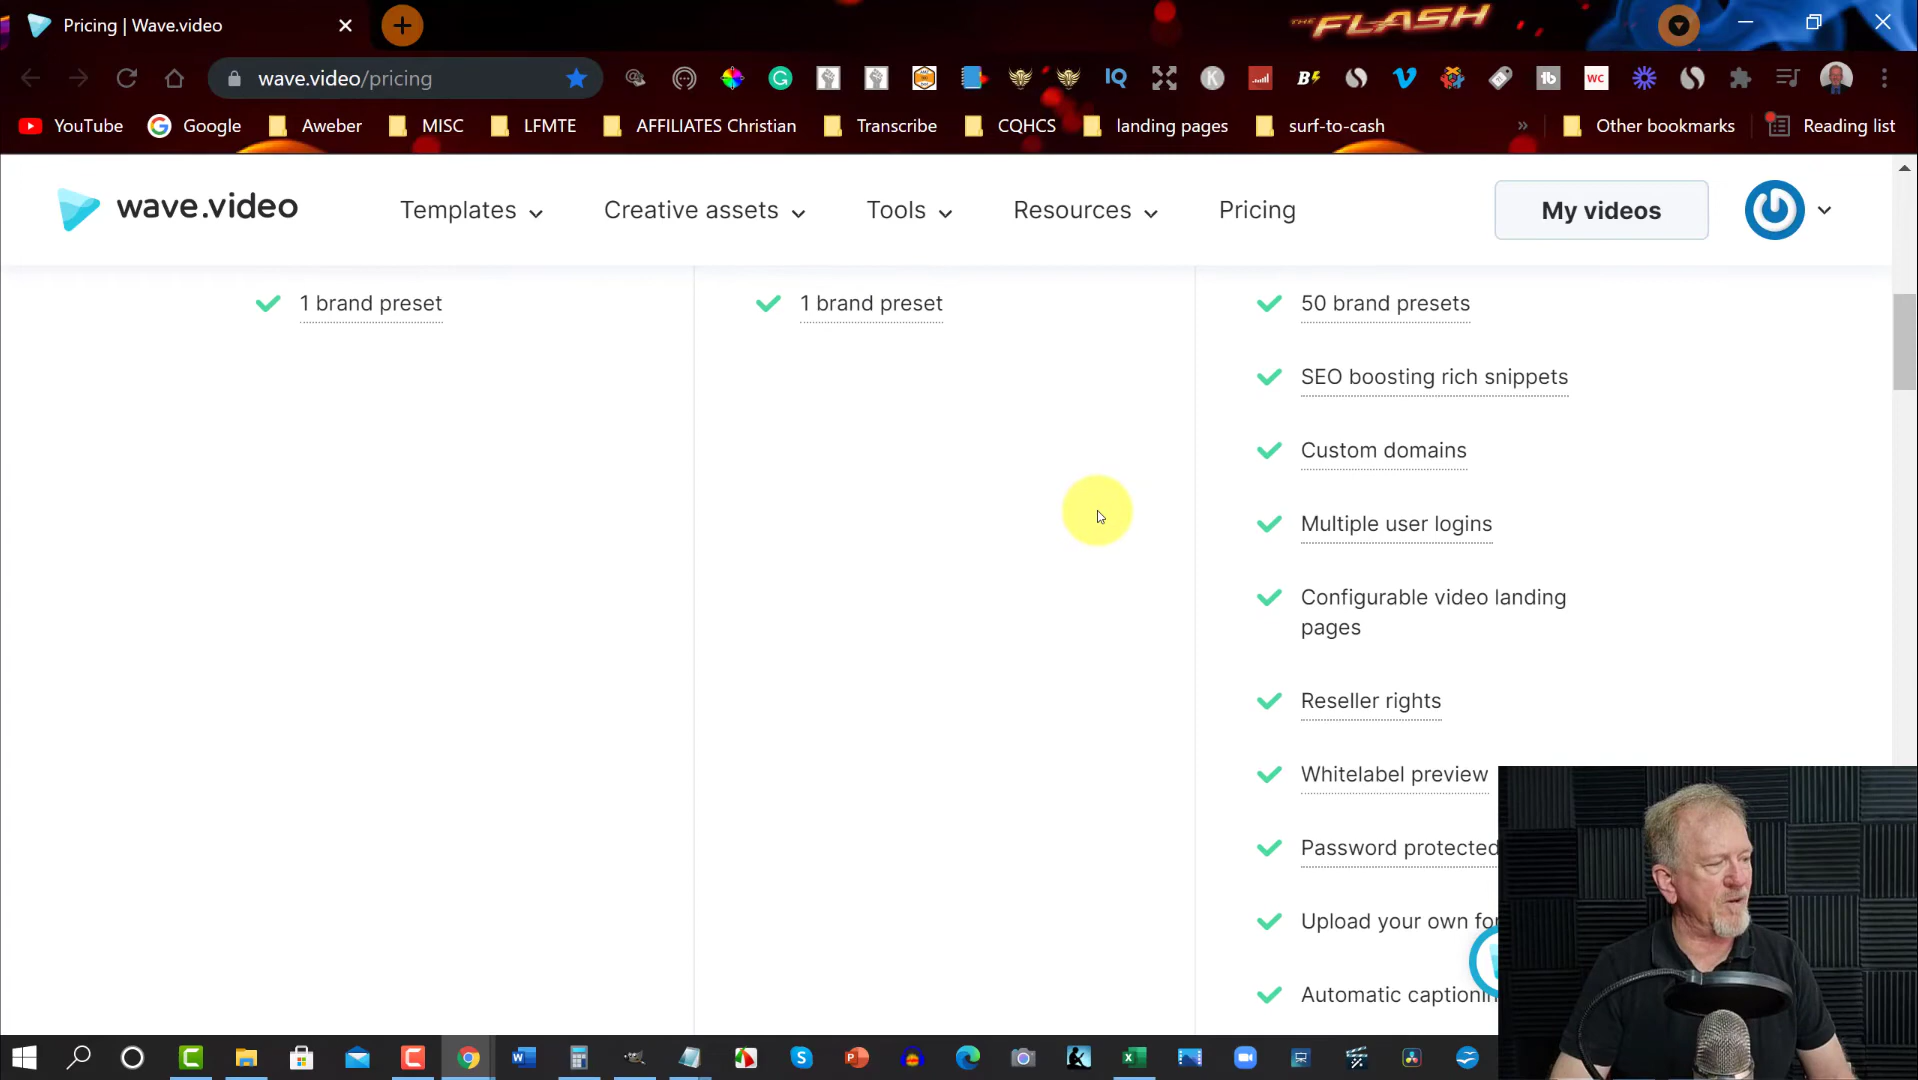 Pricing | Wave.video
THE FLASH
wave.video/pricing
YouTube
Google
Aweber
MISC
LFMTE
AFFILIATES Christian
Transcribe
CQHCS
landing pages
surf-to-cash
»
Other bookmarks
Reading list
wave.video
Templates
Creative assets
Tools
Resources
Pricing
My videos
1 brand preset
1 brand preset
50 brand presets
SEO boosting rich snippets
Custom domains
Multiple user logins
Configurable video landing
pages
Reseller rights
Whitelabel preview
Password protected
Upload your own
Automatic